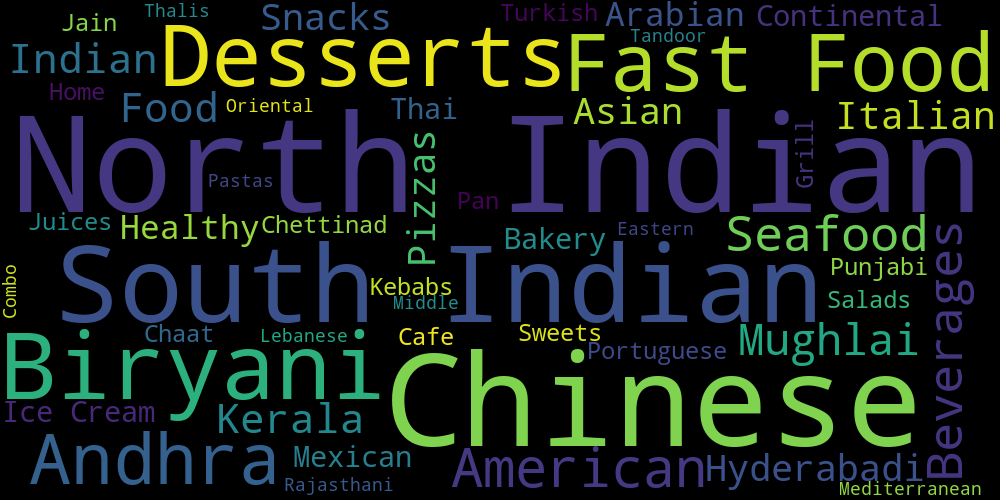 Thalis
Snacks
Turkish
Arabian
Continental
Jain
Desserts
Fast Food
Tandoor
Indian
Home
Food
Oriental
Thai
Asian
Italian
North Indian
Pizzas
Grill
Pastas
Pan
Juices
Healthy
Chettinad
Bakery
Eastern
Seafood
Beverages
South Indian
Punjabi
Combo
Kebabs
Middle
Salads
Chaat
Lebanese
Cafe
Sweets
Portuguese
Mughlai
Biryani
Chinese
Ice Cream
Kerala
Andhra
Mexican
American
Hyderabadi
Rajasthani
Mediterranean